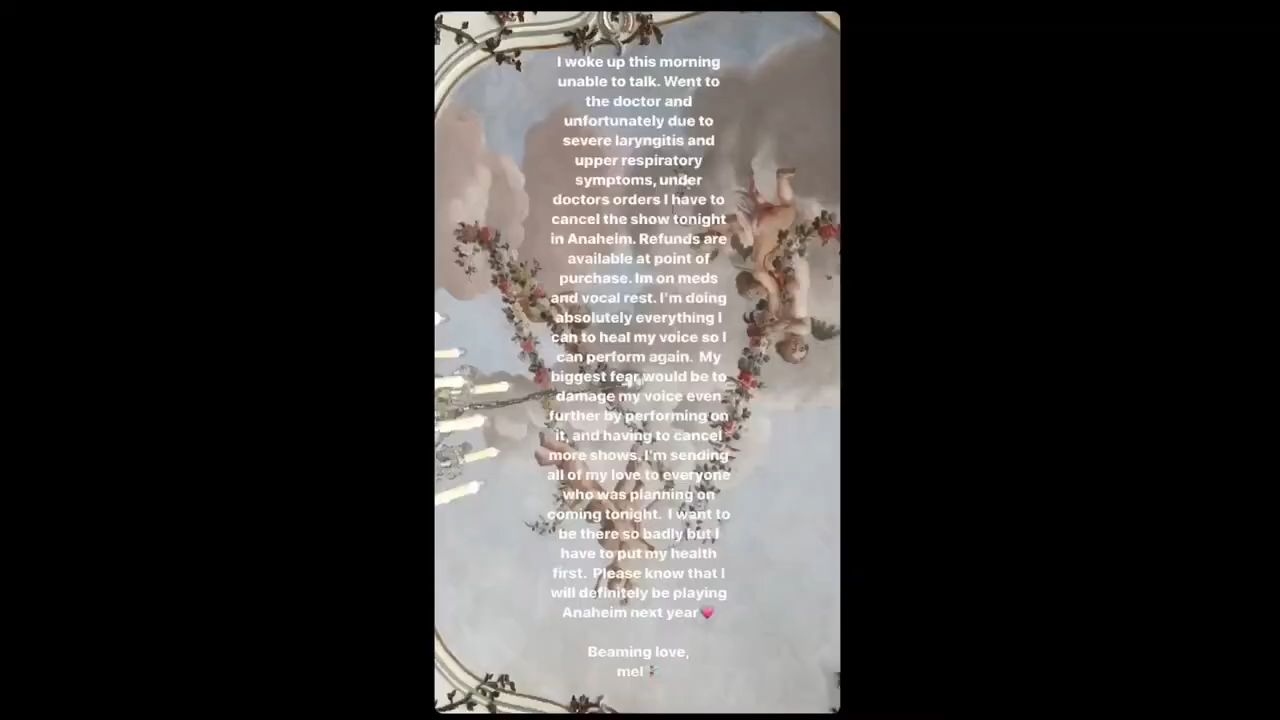 I woke up this morning
unable to talk. Went to
the doctor and
unfortunately due to
severe laryngitis and
upper respiratory
symptoms, under
doctors orders I have to
cancel the show tonight
in Anaheim. Refunds are
available at point of
purchase. Im on meds
and vocal rest. I'm doing
absolutely everything I
can to heal my voice so I
can perform again.  My
biggest fear would be to
damage my voice even
further by performing on
it, and having to cancel
more shows. I'm sending
all of my love to everyone
who was planning on
coming tonight.  I want to
be there so badly but I
have to put my health
first.  Please know that I
will definitely be playing
Anaheim next year💗
Beaming love,
mel 🧚